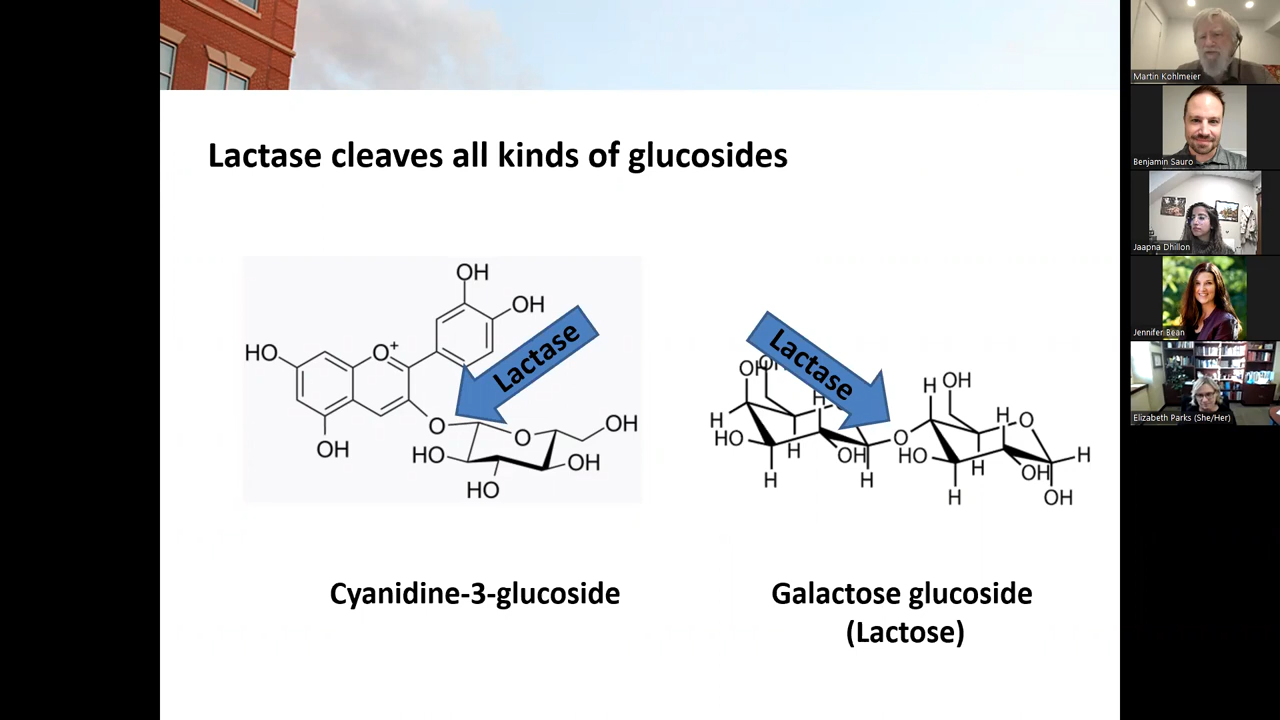 Lactase cleaves all kinds of glucosides
OH
OH
HO
O+
Lactase
O
OH
HO
O
OH
OH
HO
Lactase
OH
OH
H
HO
H
H
H
OH
H
O
H
OH
H
O
HO
H
H
OH
H
OH
Cyanidine-3-glucoside
Galactose glucoside
(Lactose)
Martin Kohlmeier
Benjamin Sauro
Jaapna Dhillon
Jennifer Bean
Elizabeth Parks (She/Her)